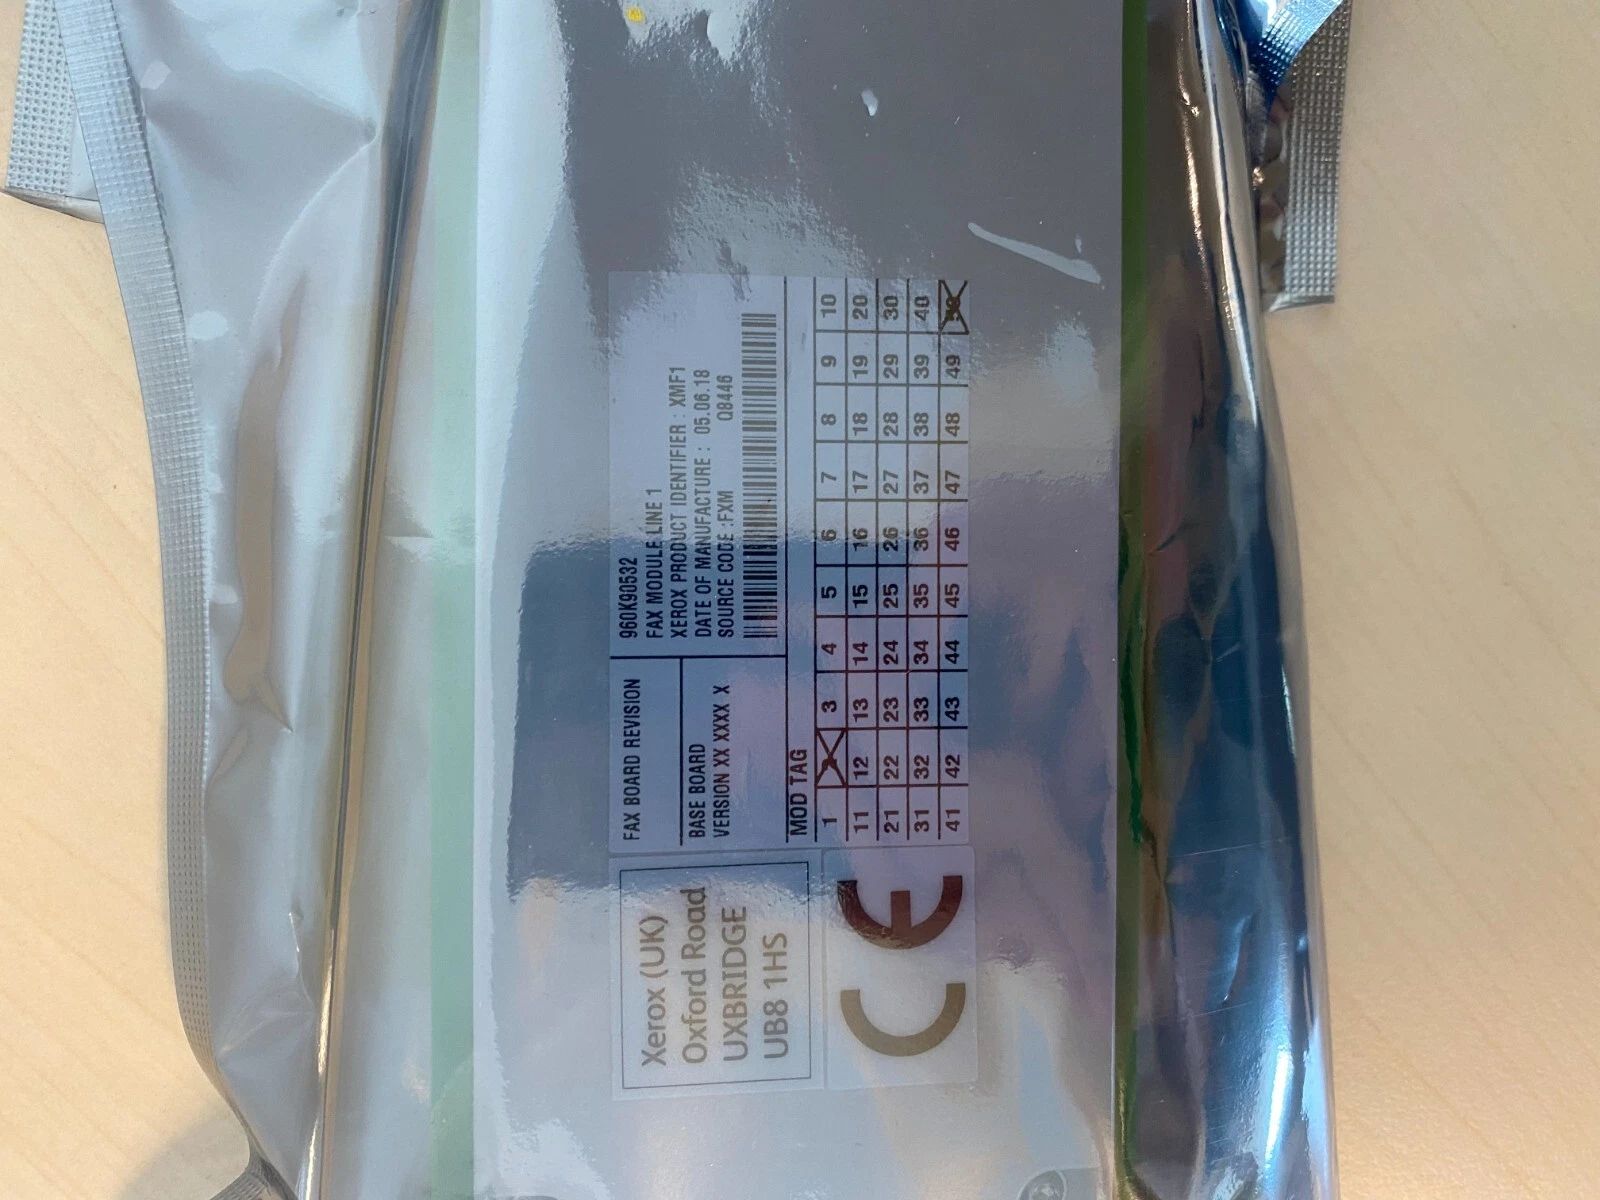 FAX BOARD REVISION
BASE BOARD
VERSION XX XXXX X
960K90532
FAX MODULE LINE 1
XEROX PRODUCT IDENTIFIER : XMF1
DATE OF MANUFACTURE : 05.06.18
SOURCE CODE :FXM Q8446
MOD TAG
1 3 4 5 6 7 8 9 10
11 12 13 14 15 16 17 18 19 20
21 22 23 24 25 26 27 28 29 30
31 32 33 34 35 36 37 38 39 40
41 42 43 44 45 46 47 48 49
Xerox (UK)
Oxford Road
UXBRIDGE
UB8 1HS
CE